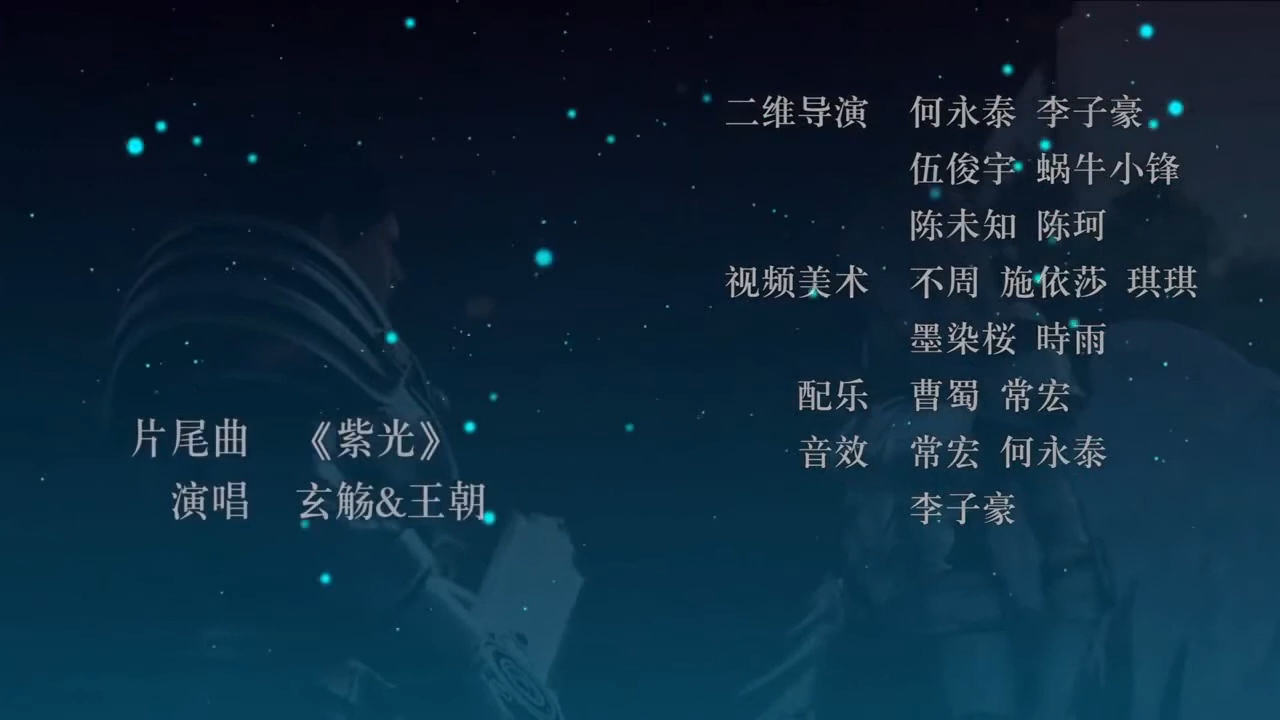 二维导演 何永泰 李子豪
伍俊宇 蜗牛小锋
陈未知 陈珂
视频美术 不周 施依莎 琪琪
墨染桜 時雨
配乐 曹蜀 常宏
音效 常宏 何永泰
李子豪
片尾曲 《紫光》
演唱 玄觞&王朝